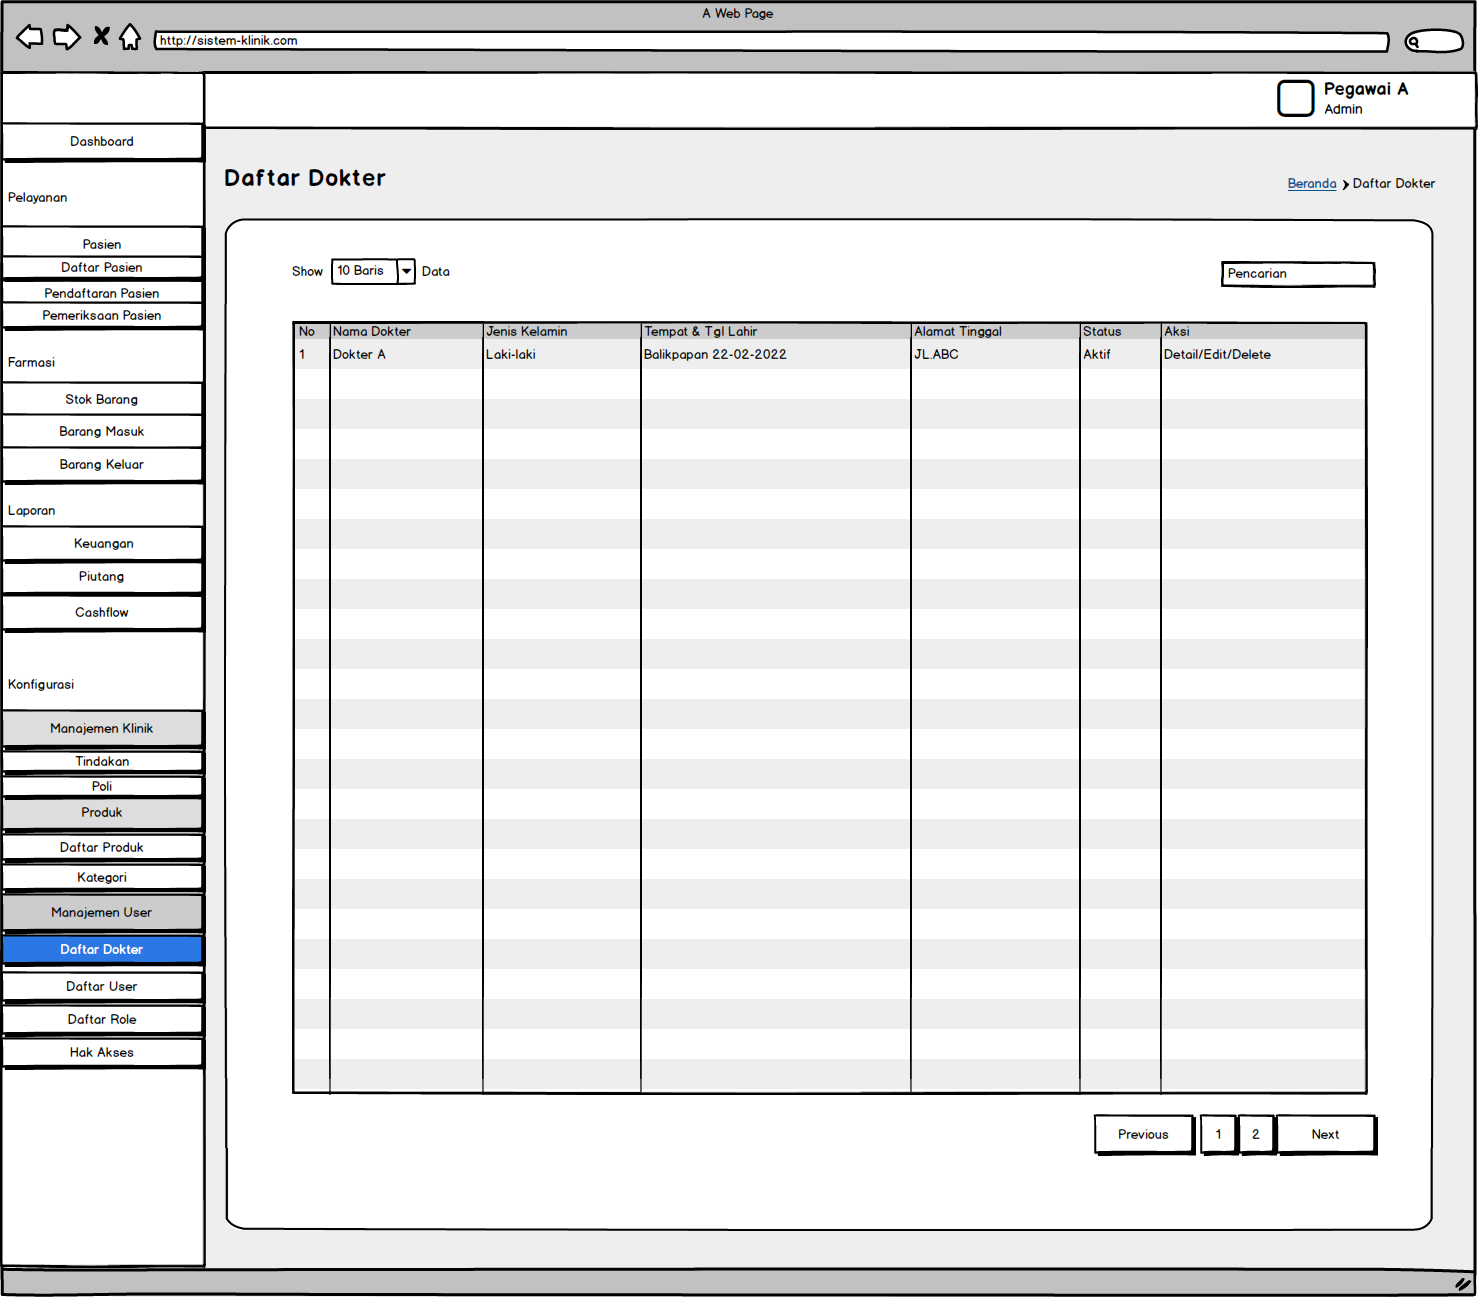 A Web Page
http://sistem-klinik.com
Pegawai A
Admin
Dashboard
Pelayanan
Pasien
Daftar Pasien
Pendaftaran Pasien
Pemeriksaan Pasien
Farmasi
Stok Barang
Barang Masuk
Barang Keluar
Laporan
Keuangan
Piutang
Cashflow
Konfigurasi
Manajemen Klinik
Tindakan
Poli
Produk
Daftar Produk
Kategori
Manajemen User
Daftar Dokter
Daftar User
Daftar Role
Hak Akses
Daftar Dokter
Beranda Daftar Dokter
Show 10 Baris Data
Pencarian
No Nama Dokter Jenis Kelamin Tempat & Tgl Lahir Alamat Tinggal Status Aksi
1 Dokter A Laki-laki Balikpapan 22-02-2022 JL.ABC Aktif Detail/Edit/Delete
Previous 1 2 Next